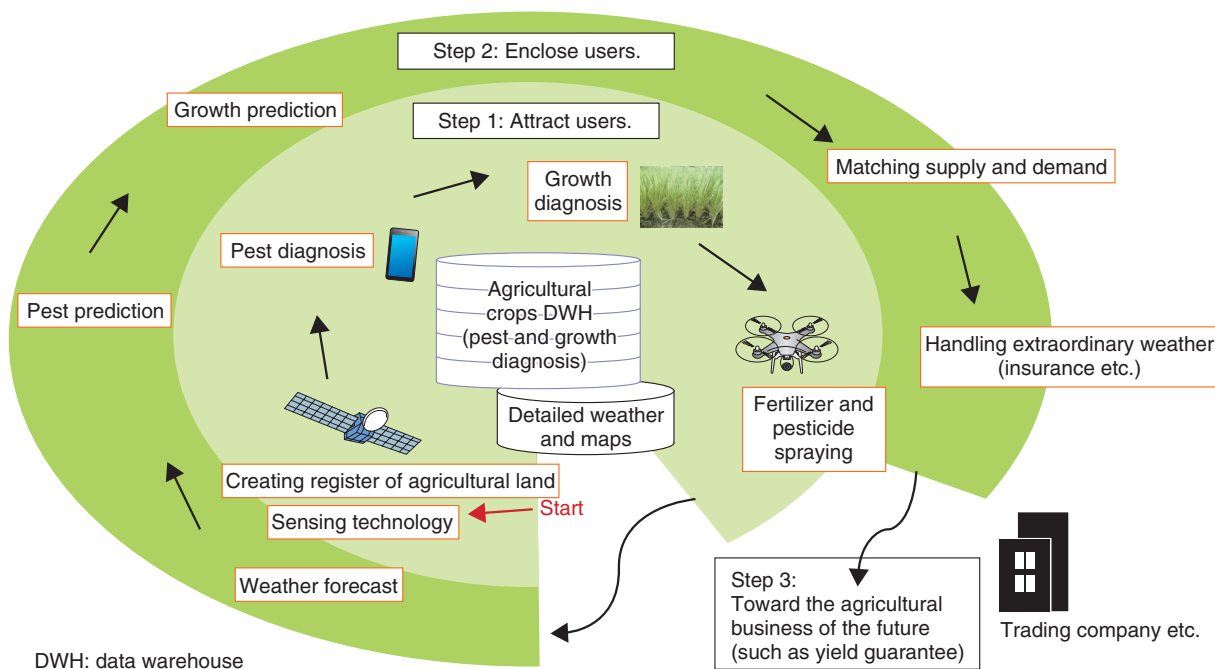 Step 2: Enclose users.
Growth prediction
Step 1: Attract users.
Matching supply and demand
Growth
diagnosis
Pest diagnosis
Pest prediction
Agricultural
crops DWH
(pest and growth
diagnosis)
Handling extraordinary weather
(insurance etc.)
Detailed weather
and maps
Fertilizer and
pesticide
spraying
Creating register of agricultural land
Start
Sensing technology
Weather forecast
Step 3:
Toward the agricultural
business of the future
(such as yield guarantee)
Trading company etc.
DWH: data warehouse